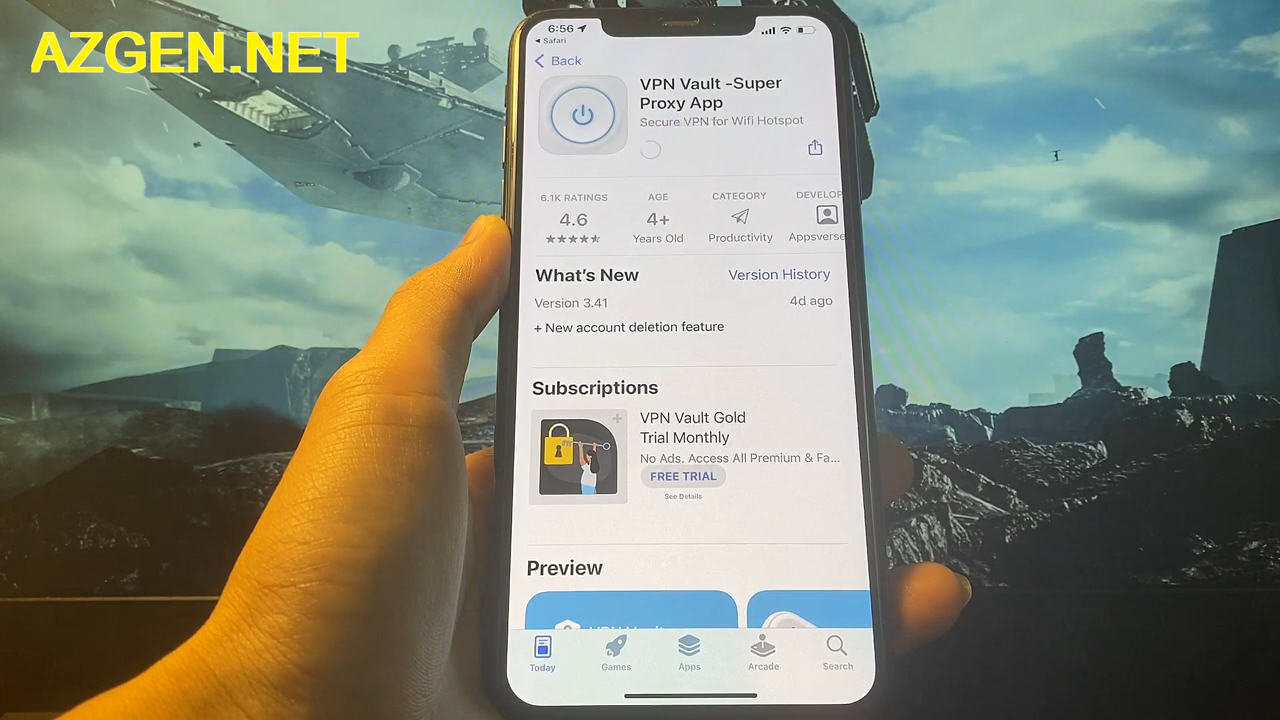 AZGEN.NET
6:56
Safari
Back
VPN Vault -Super
Proxy App
Secure VPN for Wifi Hotspot
6.1K RATINGS
4.6
AGE
4+
Years Old
CATEGORY
Productivity
DEVELOP
Appsverse
What's New
Version History
Version 3.41
4d ago
+ New account deletion feature
Subscriptions
VPN Vault Gold
Trial Monthly
No Ads. Access All Premium & Fa...
FREE TRIAL
See Details
Preview
VPN Vault
Today
Games
Apps
Arcade
Search